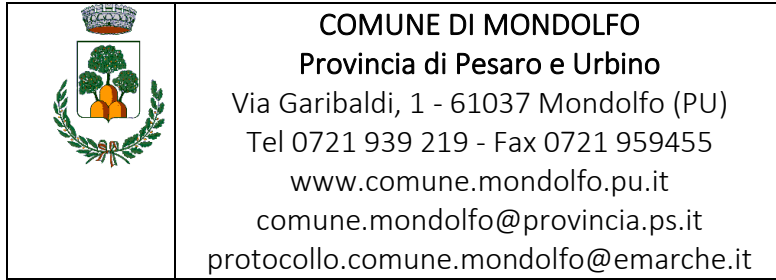 COMUNE DI MONDOLFO
Provincia di Pesaro e Urbino
Via Garibaldi, 1 - 61037 Mondolfo (PU)
Tel 0721 939 219 - Fax 0721 959455
www.comune.mondolfo.pu.it
comune.mondolfo@provincia.ps.it
protocollo.comune.mondolfo@emarche.it